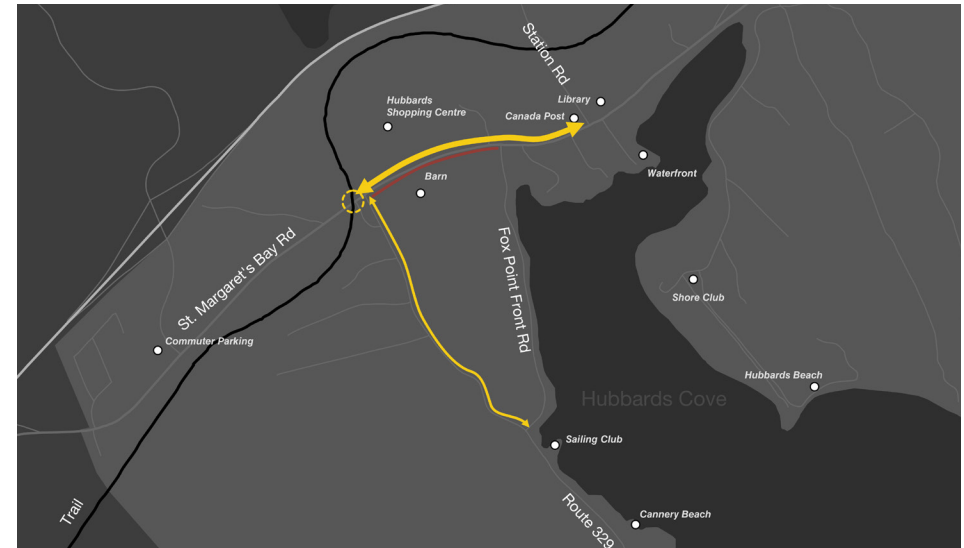 Station Rd
Library
Hubbards
Shopping Centre
Canada Post
Waterfront
Barn
St. Margaret's Bay Rd
Fox Point Front Rd
Shore Club
Commuter Parking
Hubbards Beach
Hubbards Cove
Sailing Club
Trail
Route 329
Cannery Beach